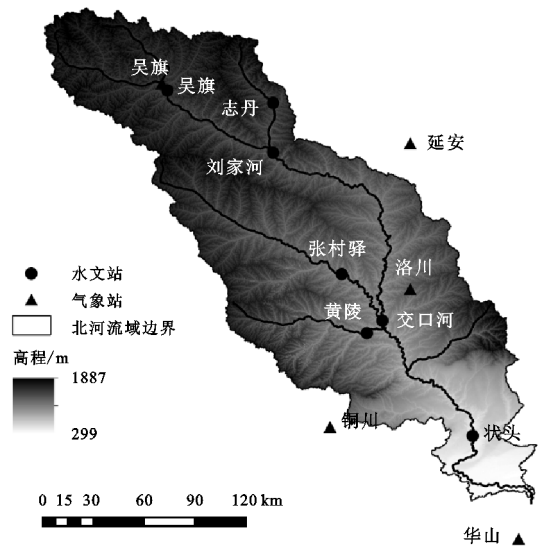 吴旗
吴旗
志丹
延安
刘家河
张村驿
洛川
水文站
气象站
黄陵
交口河
北河流域边界
高程/m
1887
299
铜川
状头
0 15 30 60 90 120 km
华山